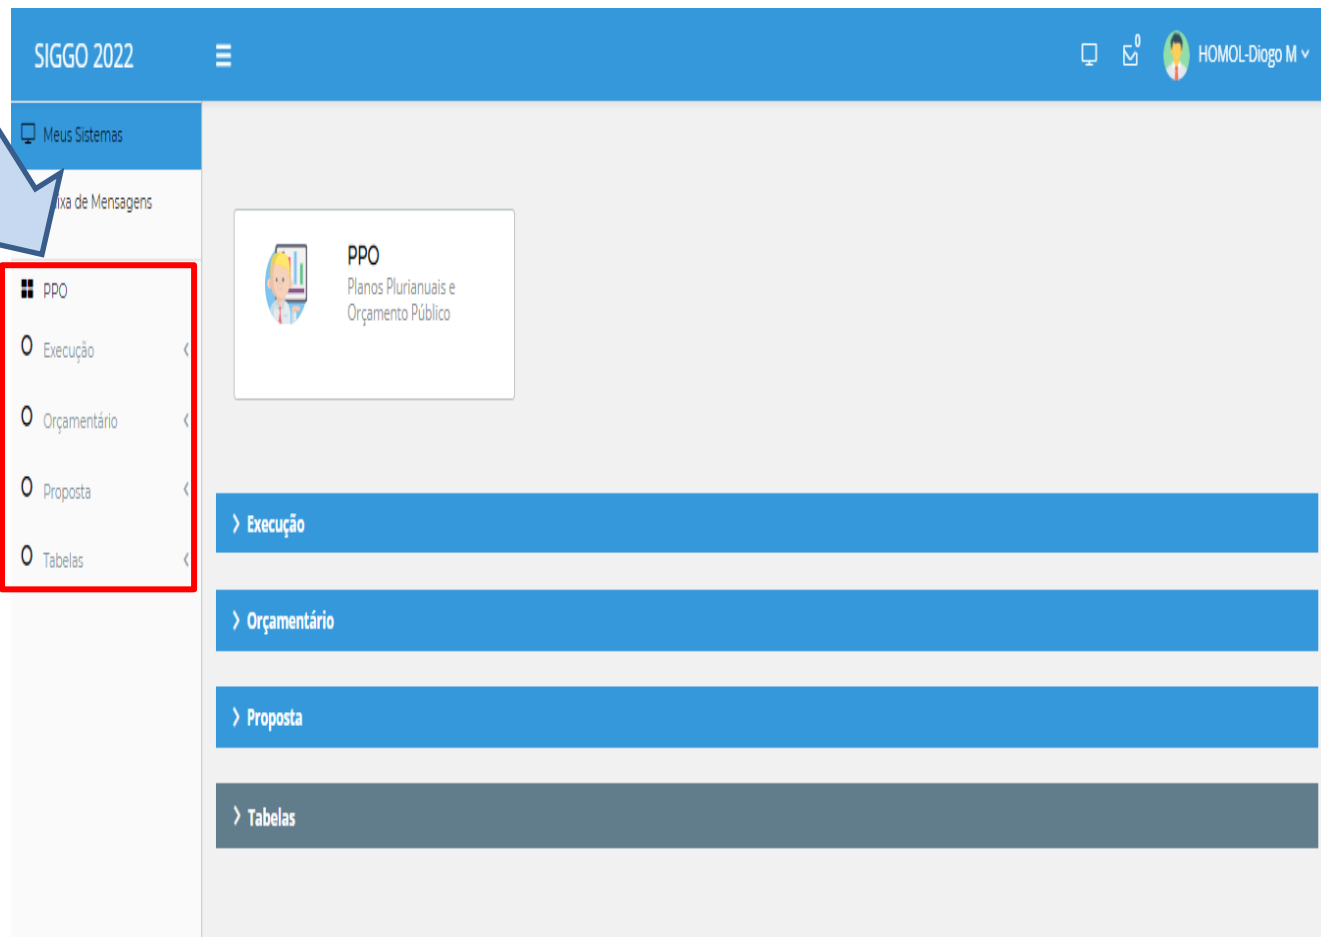 SIGGO 2022
0
HOMOL-Diogo M
Meus Sistemas
de Mensagens
PPO
Execução
Orçamentário
Proposta
Tabelas
PPO
Planos Plurianuais e
Orçamento Público
Execução
Orçamentário
Proposta
Tabelas